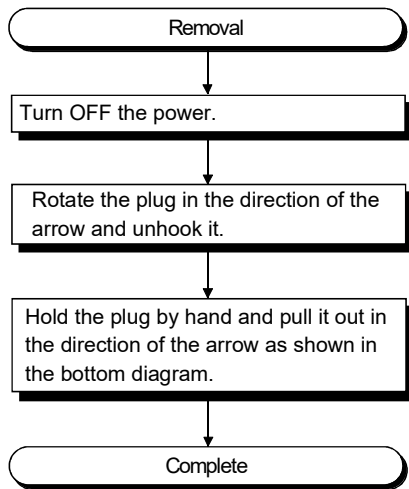 Removal
Turn OFF the power.
Rotate the plug in the direction of the
arrow and unhook it.
Hold the plug by hand and pull it out in
the direction of the arrow as shown in
the bottom diagram.
Complete